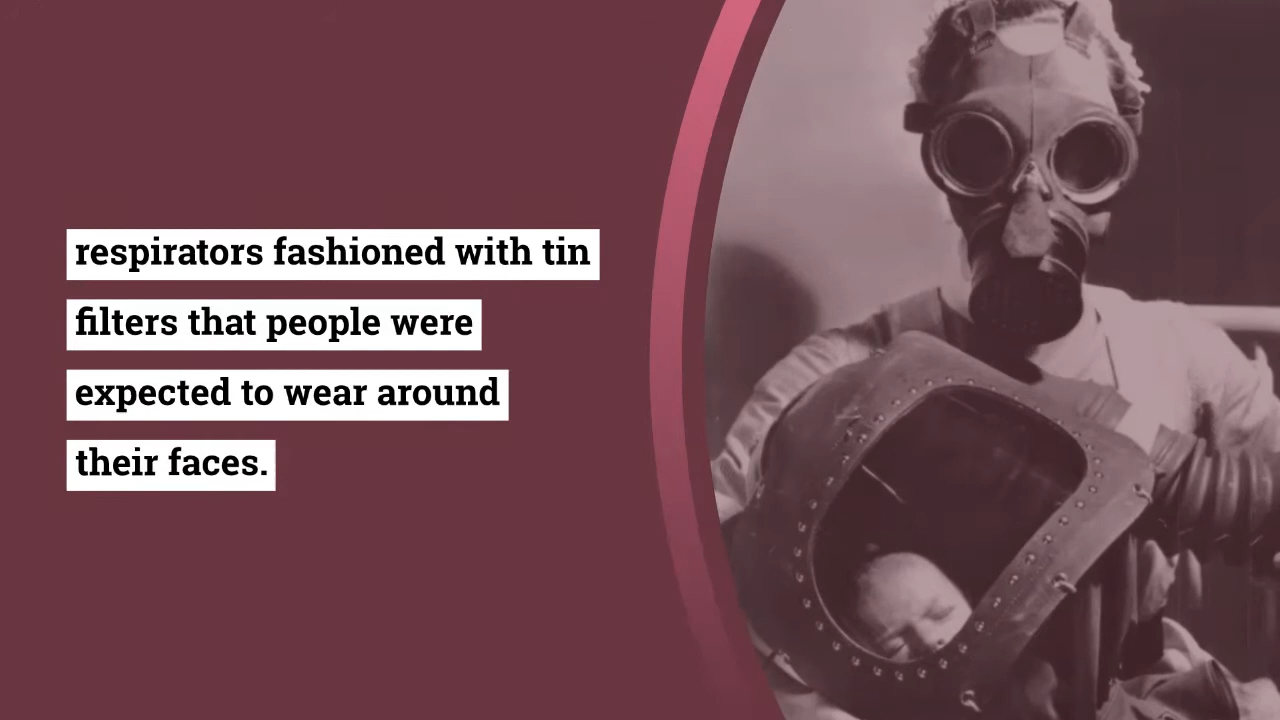 respirators fashioned with tin
filters that people were
expected to wear around
their faces.